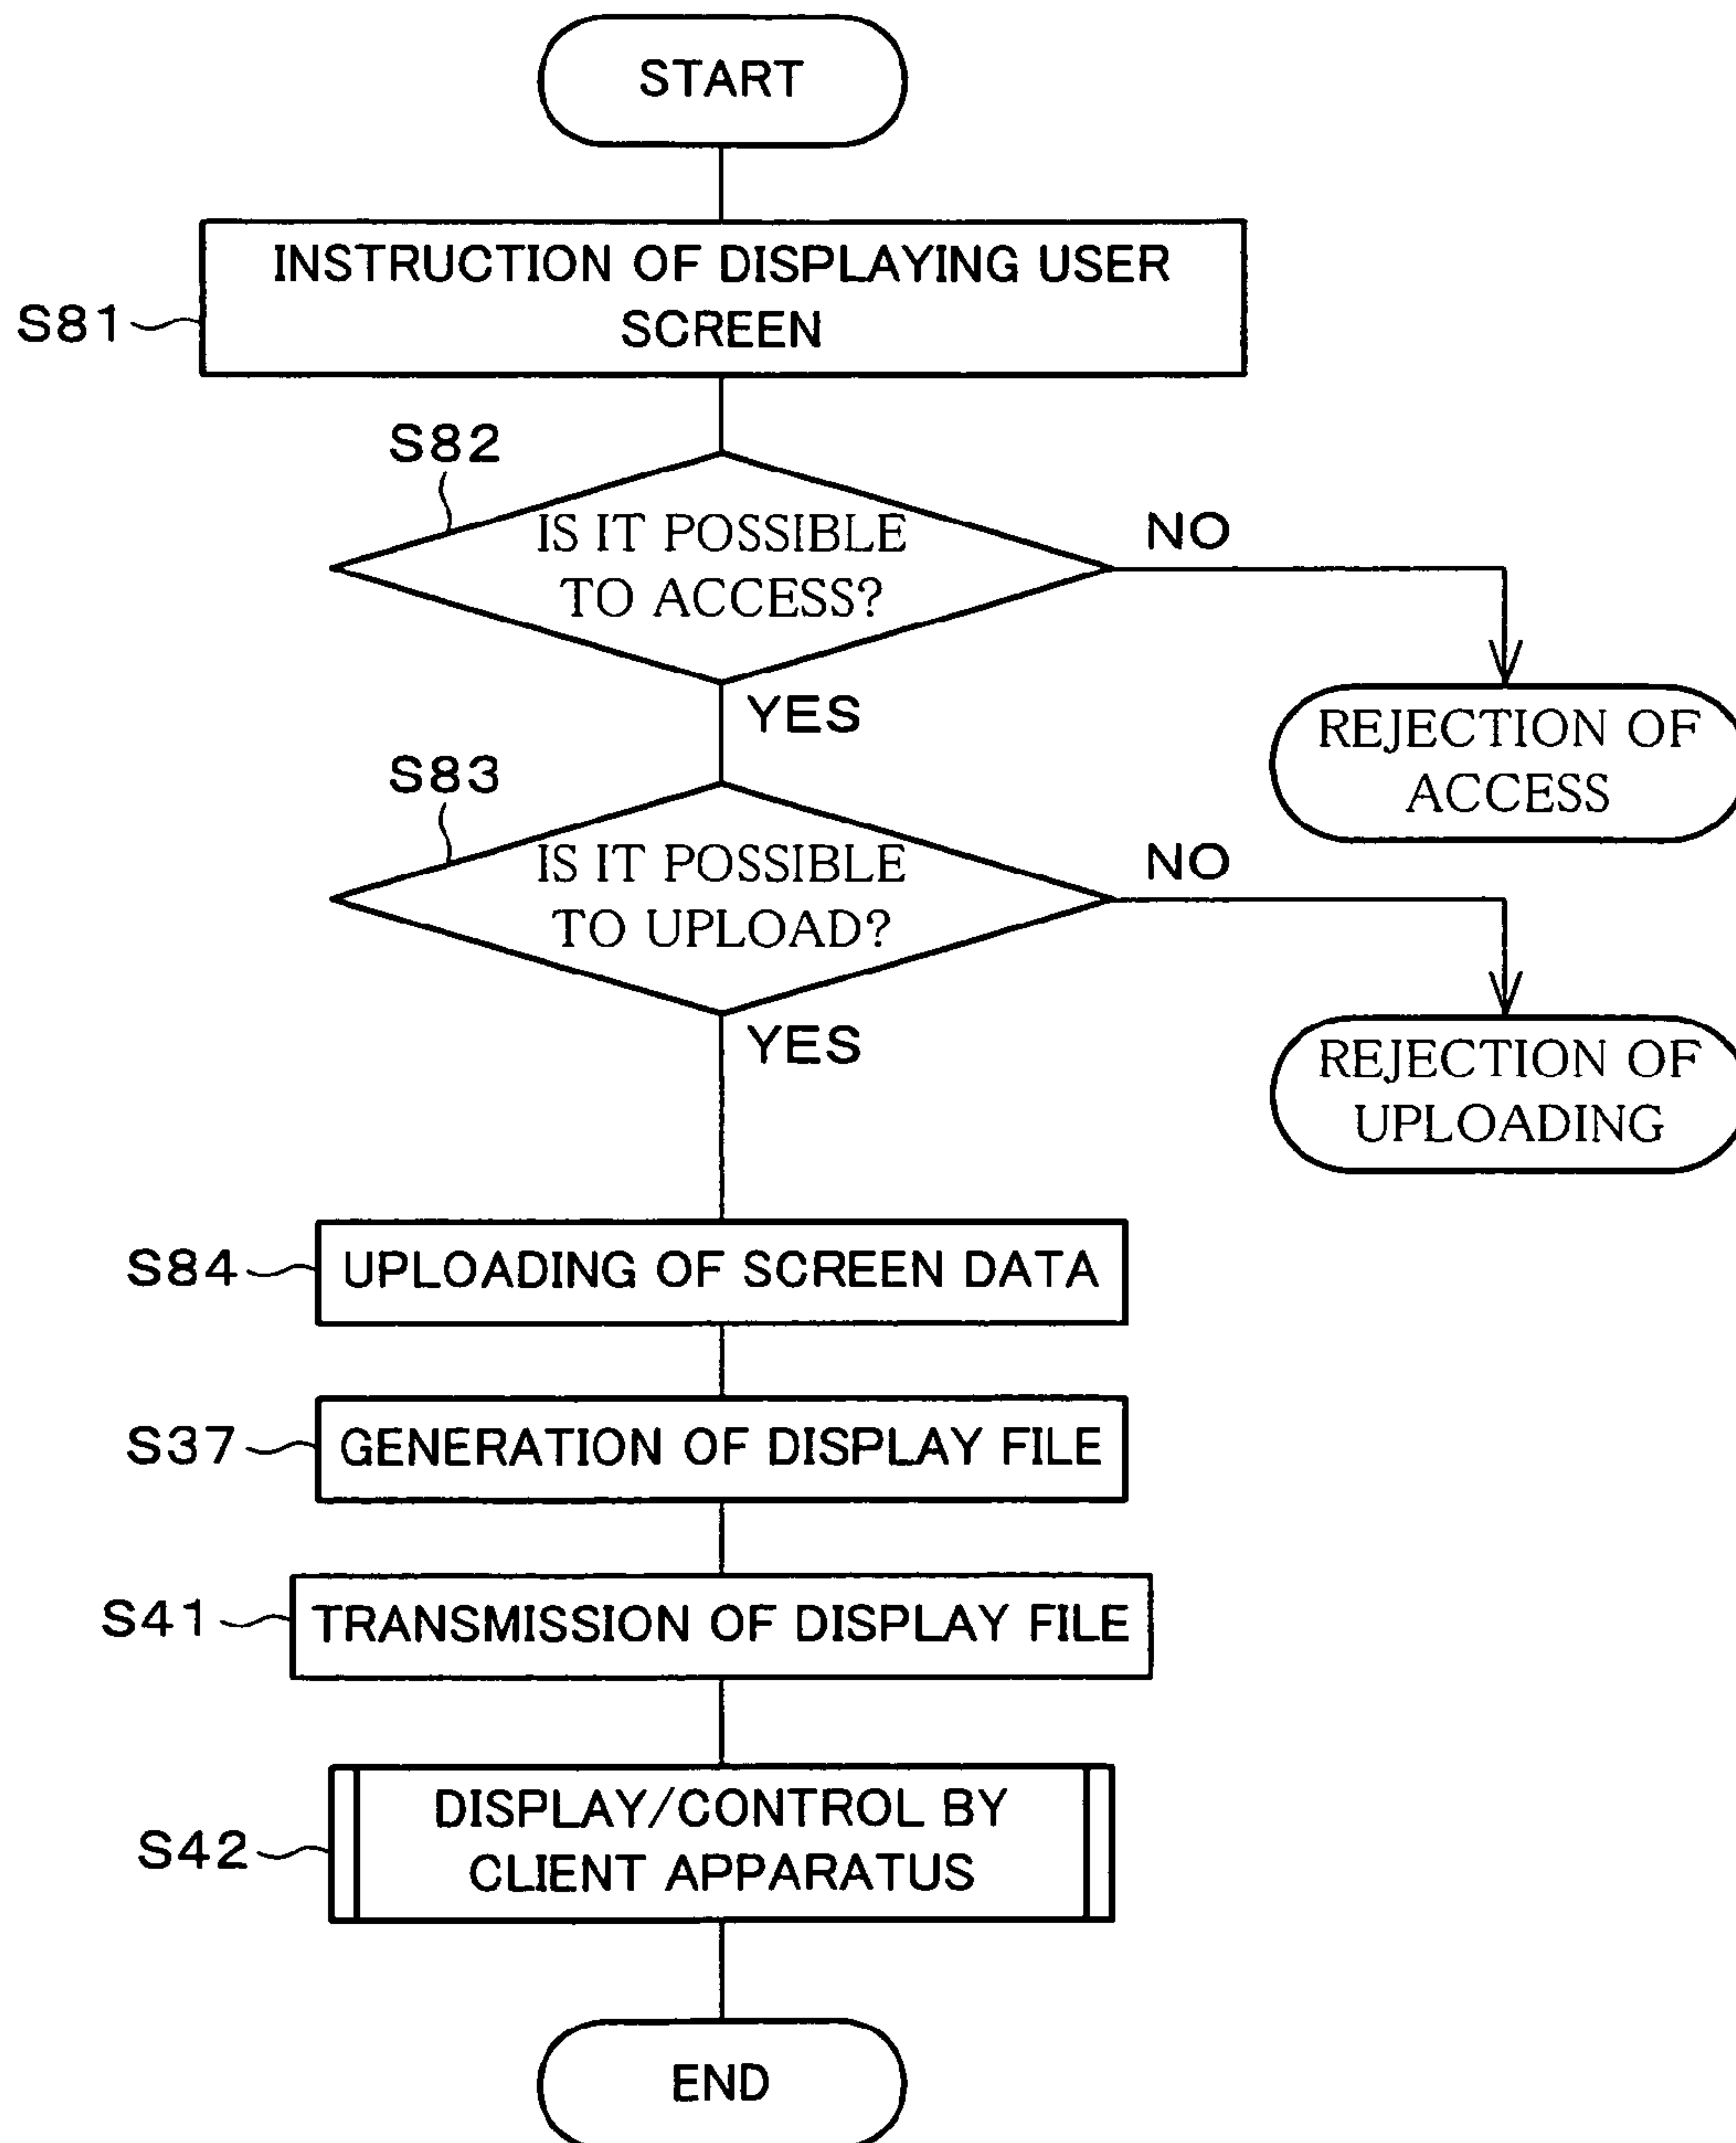 START
INSTRUCTION OF DISPLAYING USER
SCREEN
S81
S82
IS IT POSSIBLE
TO ACCESS?
NO
YES
REJECTION OF
ACCESS
S83
IS IT POSSIBLE
TO UPLOAD?
NO
YES
REJECTION OF
UPLOADING
S84
UPLOADING OF SCREEN DATA
S37
GENERATION OF DISPLAY FILE
S41
TRANSMISSION OF DISPLAY FILE
S42
DISPLAY/CONTROL BY
CLIENT APPARATUS
END